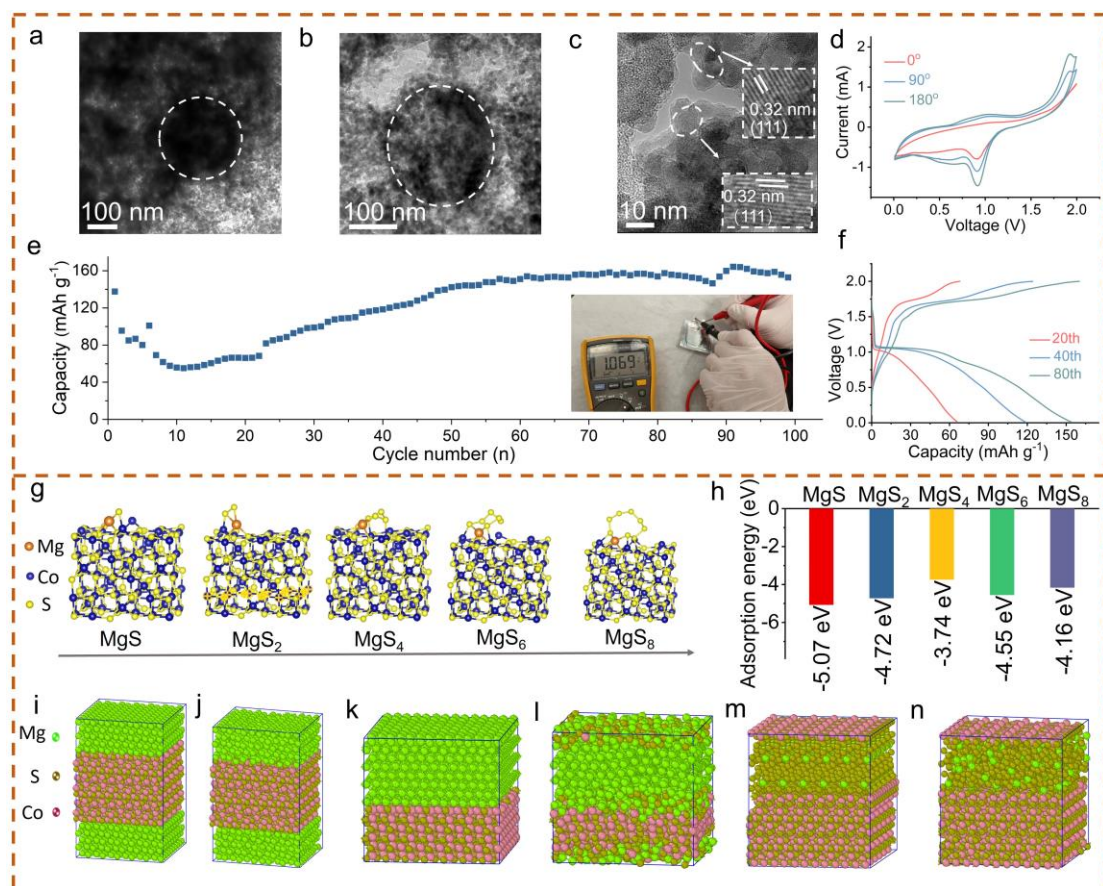 a
100 nm
b
100 nm
c
0.32 nm
(111)
0.32 nm
(111)
10 nm
d
0°
90°
180°
Current (mA)
2
1
0
-1
0.0 0.5 1.0 1.5 2.0
Voltage (V)
e
Capacity (mAh g⁻¹)
160
120
80
40
0
0 10 20 30 40 50 60 70 80 90 100
Cycle number (n)
1.069
f
Voltage (V)
2.0
1.5
1.0
0.5
0.0
20th
40th
80th
0 30 60 90 120 150
Capacity (mAh g⁻¹)
g
Mg
Co
S
MgS MgS₂ MgS₄ MgS₆ MgS₈
h
MgS MgS₂ MgS₄ MgS₆ MgS₈
Adsorption energy (eV)
0
-2
-4
-6
-5.07 eV
-4.72 eV
-3.74 eV
-4.55 eV
-4.16 eV
i
j
k
l
m
n
Mg
S
Co